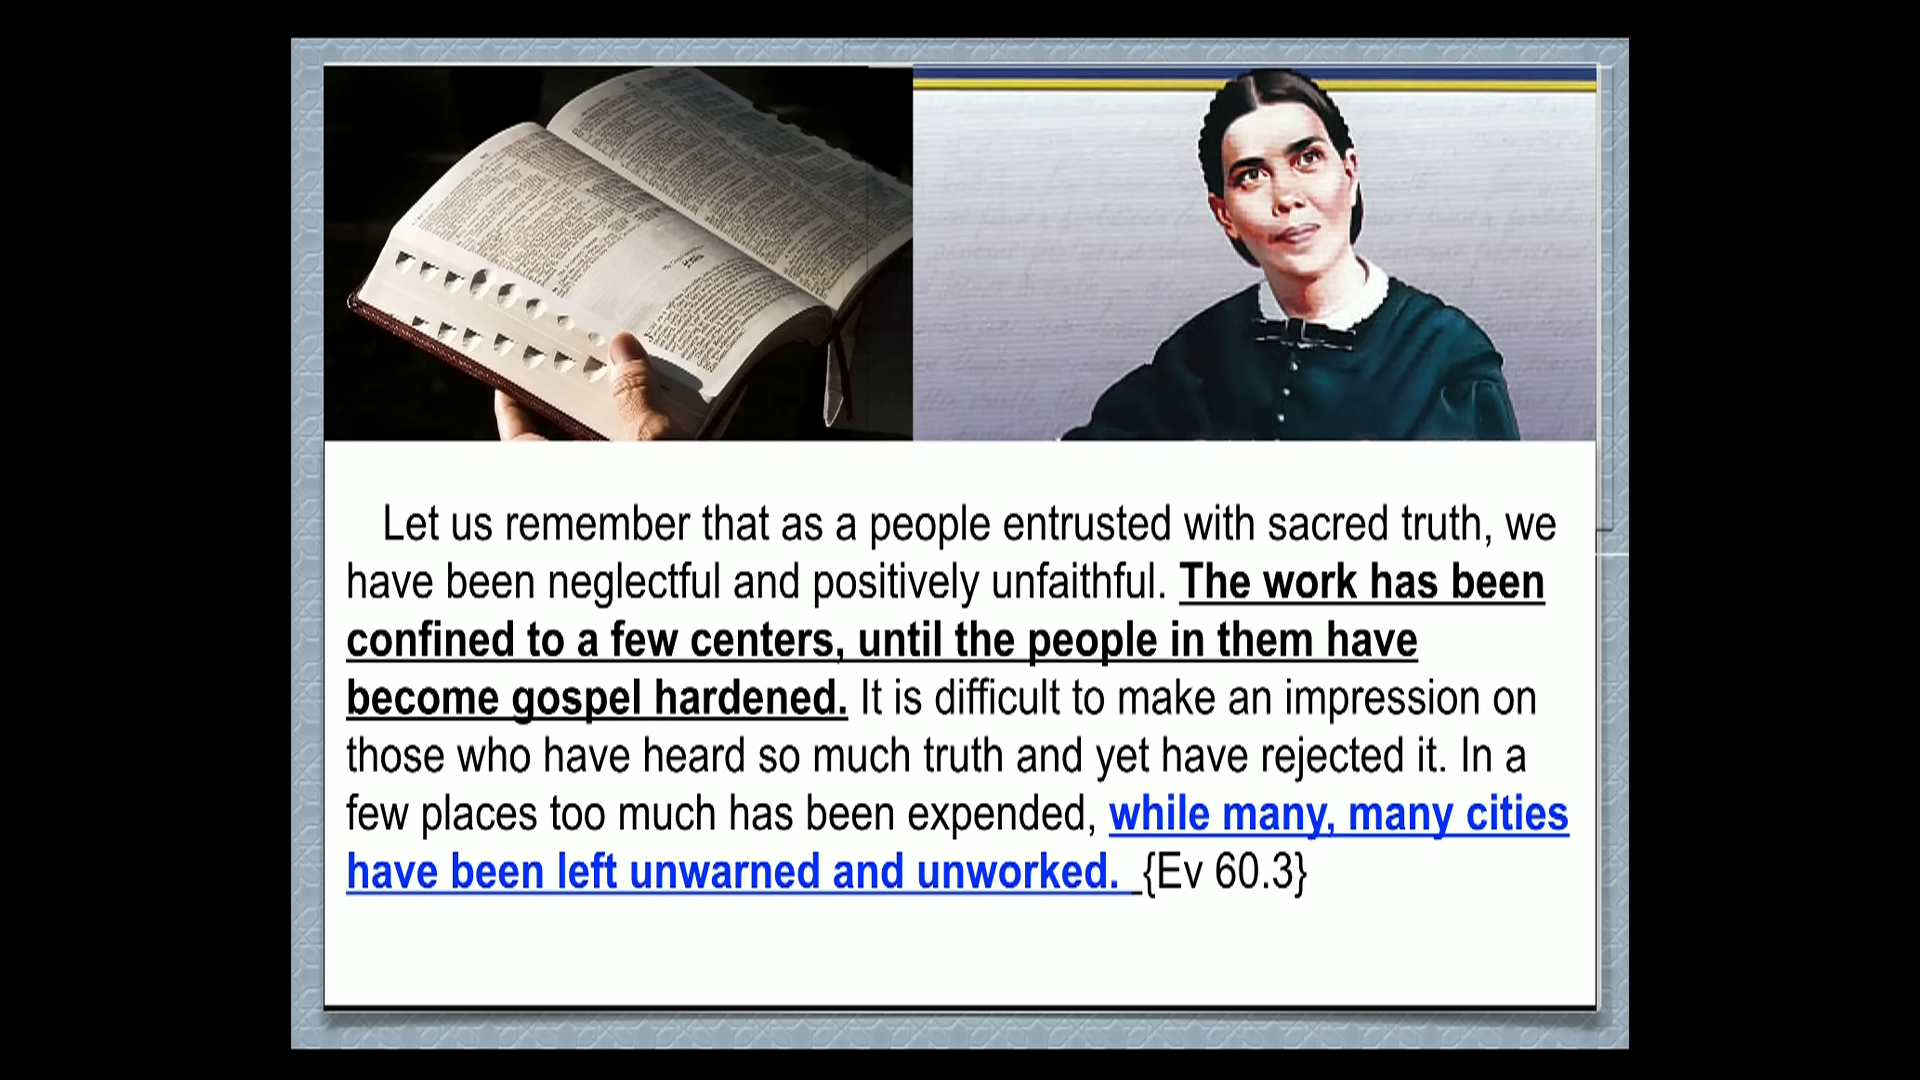 Let us remember that as a people entrusted with sacred truth, we
have been neglectful and positively unfaithful. The work has been
confined to a few centers, until the people in them have
become gospel hardened. It is difficult to make an impression on
those who have heard so much truth and yet have rejected it. In a
few places too much has been expended, while many, many cities
have been left unwarned and unworked. {Ev 60.3}